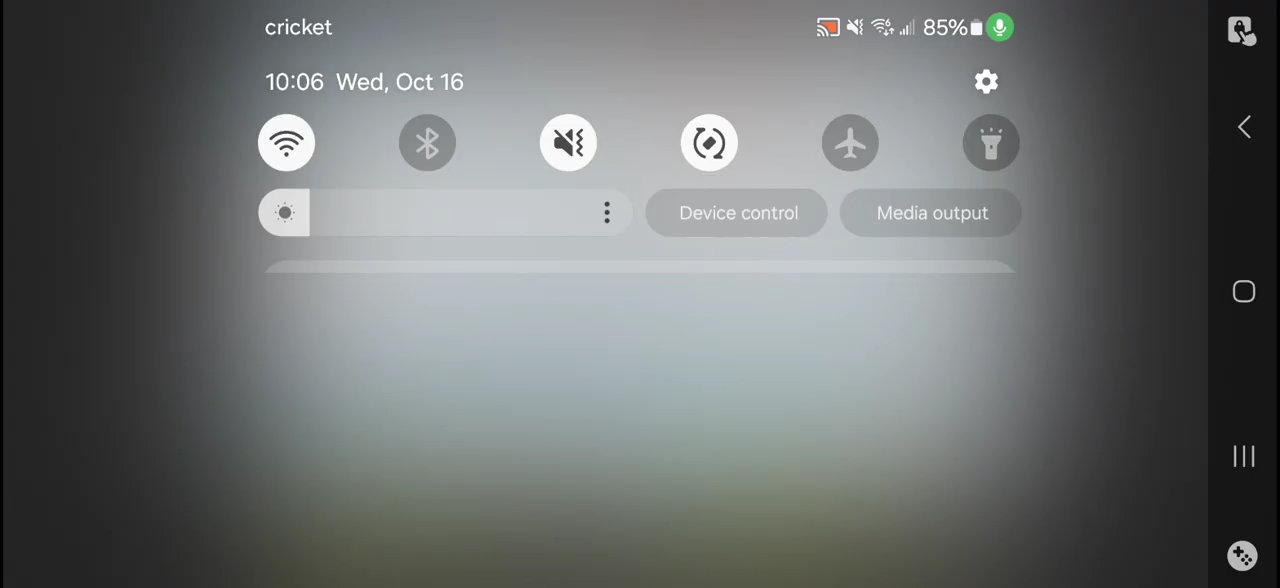 cricket
85%
10:06 Wed, Oct 16
Device control
Media output